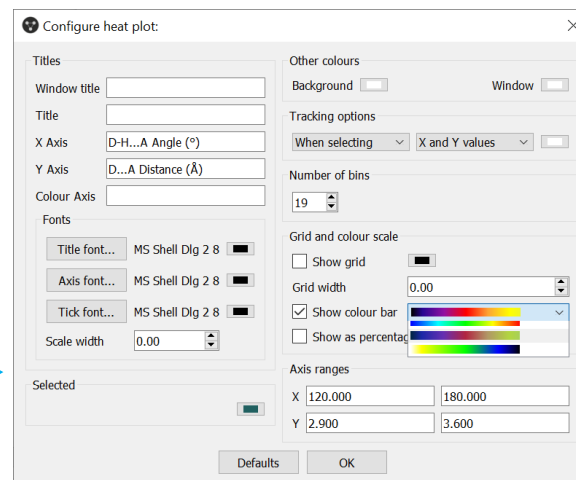 Configure heat plot:
Titles
Window title
Title
X Axis D-H...A Angle (º)
Y Axis D...A Distance (Å)
Colour Axis
Fonts
Title font... MS Shell Dlg 2 8
Axis font... MS Shell Dlg 2 8
Tick font... MS Shell Dlg 2 8
Scale width 0.00
Selected
Other colours
Background Window
Tracking options
When selecting X and Y values
Number of bins
19
Grid and colour scale
Show grid
Grid width 0.00
Show colour bar
Show as percentag
Axis ranges
X 120.000 180.000
Y 2.900 3.600
Defaults OK